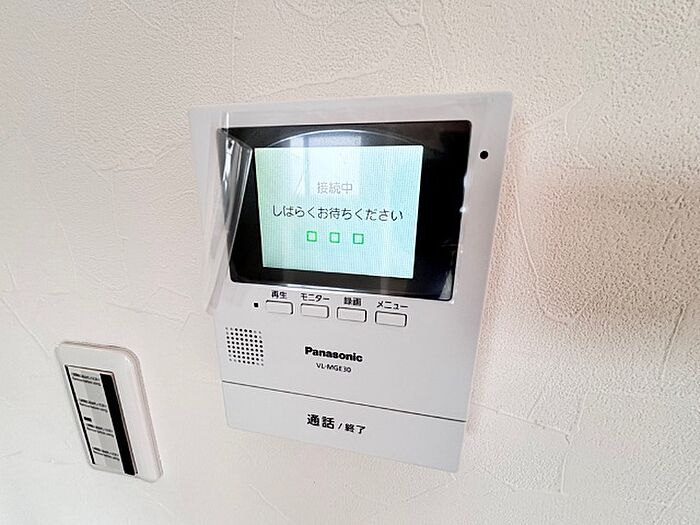 接続中
しばらくお待ちください
再生 モニター 録画 メニュー
Panasonic
VL-MGE30
通話 / 終了